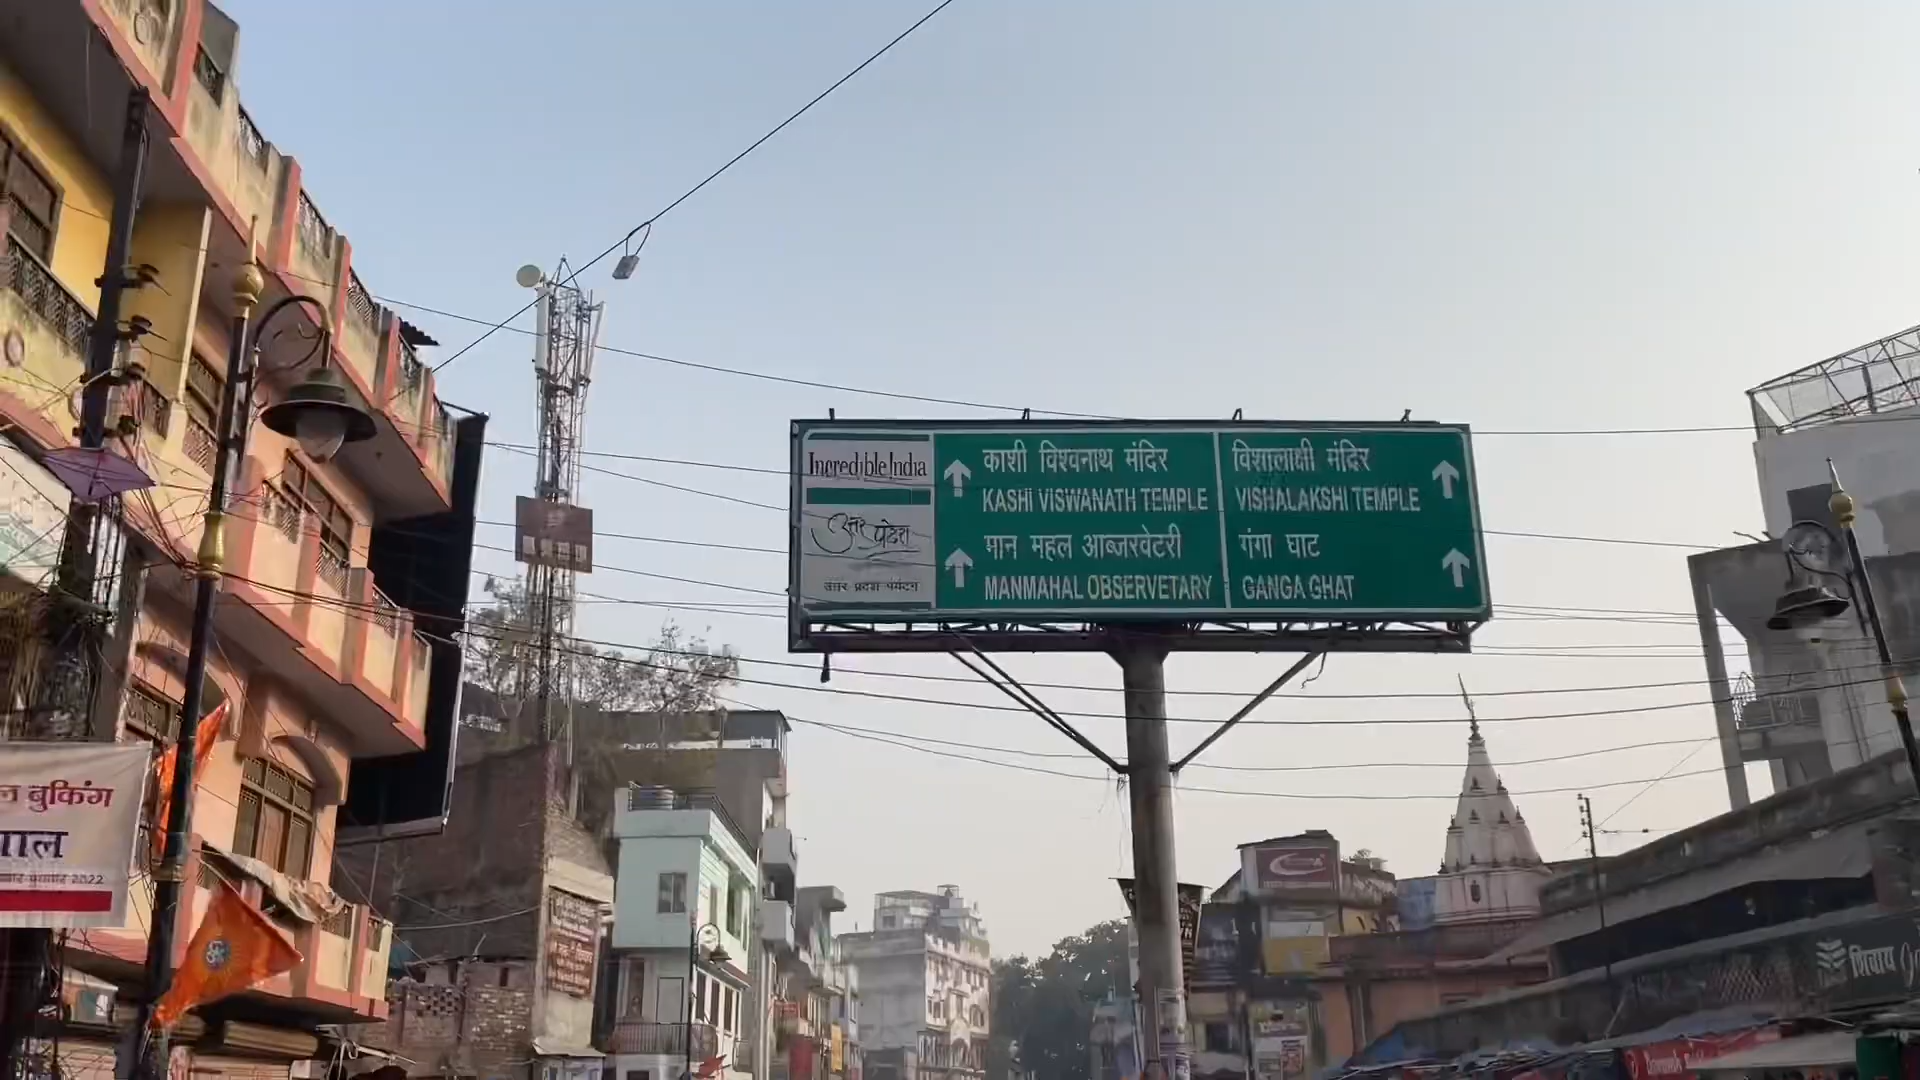 Incredible India
उत्तर प्रदेश
उत्तर प्रदेश पर्यटन
काशी विश्वनाथ मंदिर
KASHI VISWANATH TEMPLE
मान महल आब्जरवेटरी
MANMAHAL OBSERVETARY
विशालाक्षी मंदिर
VISHALAKSHI TEMPLE
गंगा घाट
GANGA GHAT
बुकिंग
2022
शिवाय